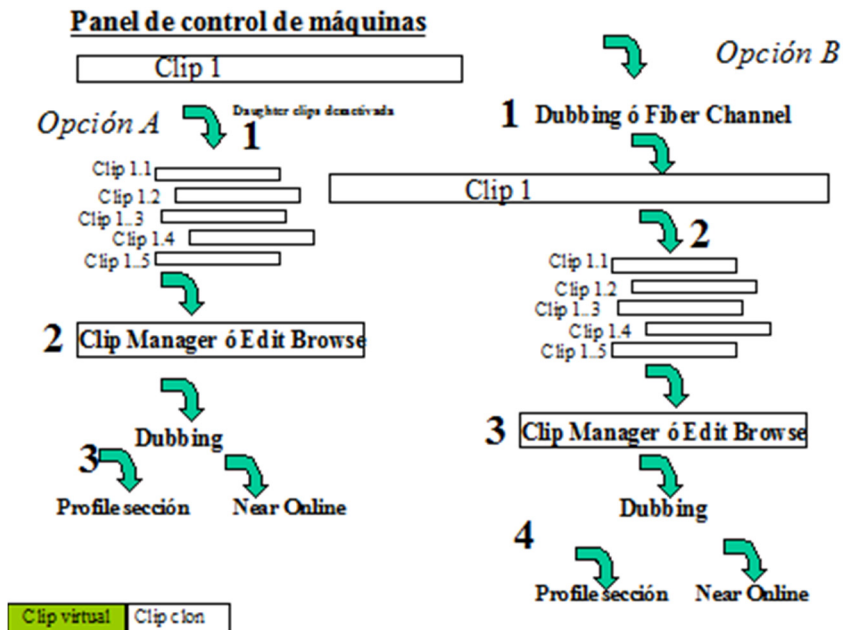 Panel de control de máquinas
Clip 1
Opción A
Daughter clips desactivada
1
Clip 1.1
Clip 1.2
Clip 1..3
Clip 1.4
Clip 1..5
2 Clip Manager ó Edit Browse
Dubbing
3
Profile sección Near Online
Opción B
1 Dubbing ó Fiber Channel
Clip 1
2
Clip 1.1
Clip 1.2
Clip 1..3
Clip 1.4
Clip 1..5
3 Clip Manager ó Edit Browse
Dubbing
4
Profile sección Near Online
Clip virtual Clip clon